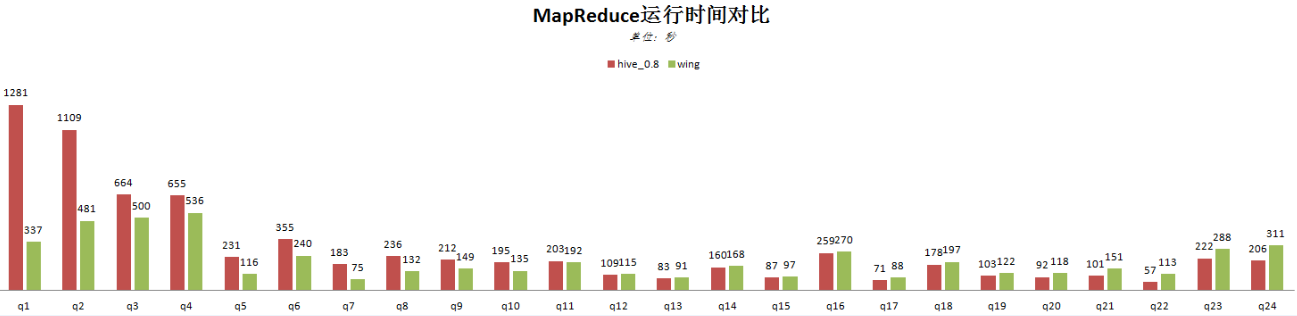 MapReduce运行时间对比
单位：秒
hive_0.8 wing
1281 337 1109 481 664 500 655 536 231 116 355 240 183 75 236 132 212 149 195 135 203 192 109 115 83 91 160 168 87 97 259 270 71 88 178 197 103 122 92 118 101 151 57 113 222 288 206 311
q1 q2 q3 q4 q5 q6 q7 q8 q9 q10 q11 q12 q13 q14 q15 q16 q17 q18 q19 q20 q21 q22 q23 q24